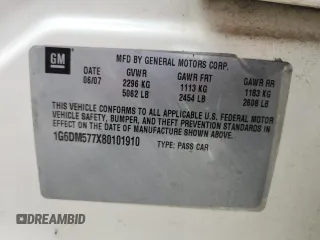 GM
MFD BY GENERAL MOTORS CORP.
DATE GVWR GAWR FRT GAWR RR
06/07 2296 KG 1113 KG 1183 KG
5062 LB 2454 LB 2608 LB
THIS VEHICLE CONFORMS TO ALL APPLICABLE U.S. FEDERAL MOTOR
VEHICLE SAFETY, BUMPER, AND THEFT PREVENTION STANDARDS IN
EFFECT ON THE DATE OF MANUFACTURE SHOWN ABOVE.
1G6DM577X80101910 TYPE: PASS CAR
DREAMBID